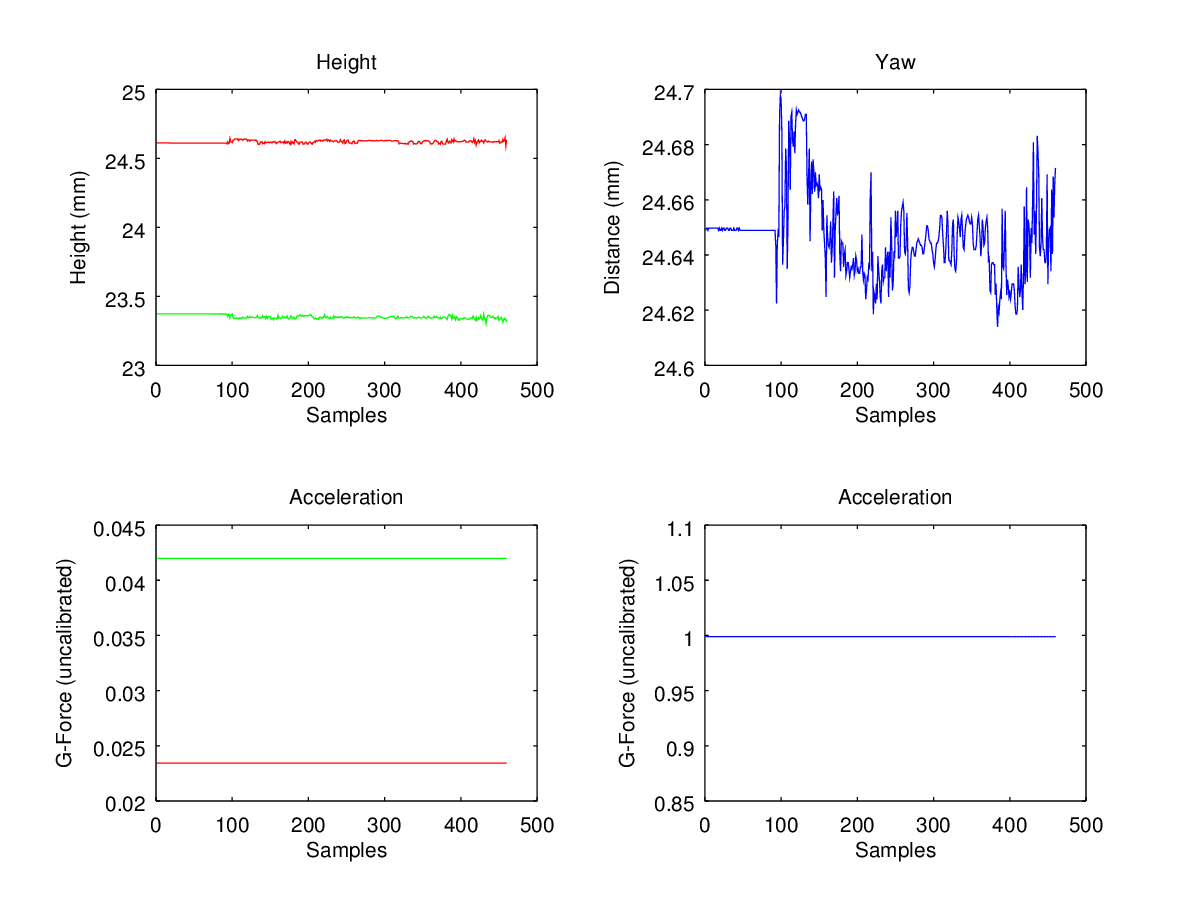 Height
25
24.5
24
23.5
23
Height (mm)
0 100 200 300 400 500
Samples
Yaw
24.7
24.68
24.66
24.64
24.62
24.6
Distance (mm)
0 100 200 300 400 500
Samples
Acceleration
0.045
0.04
0.035
0.03
0.025
0.02
G-Force (uncalibrated)
0 100 200 300 400 500
Samples
Acceleration
1.1
1.05
1
0.95
0.9
0.85
G-Force (uncalibrated)
0 100 200 300 400 500
Samples